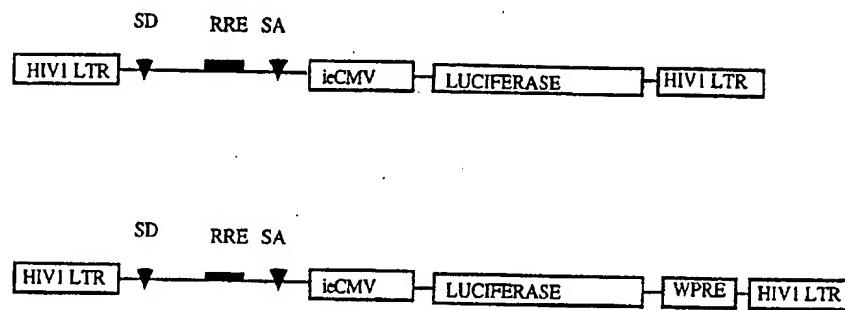 SD RRE SA
HIV1 LTR ieCMV LUCIFERASE HIV1 LTR
SD RRE SA
HIV1 LTR ieCMV LUCIFERASE WPRE HIV1 LTR